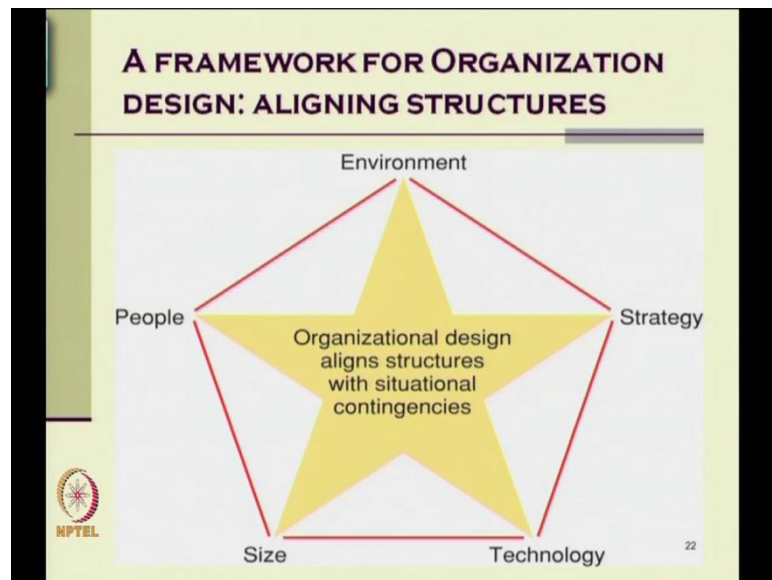 A FRAMEWORK FOR ORGANIZATION
DESIGN: ALIGNING STRUCTURES
Environment
People
Strategy
Organizational design
aligns structures
with situational
contingencies
Size
Technology
22
NPTEL